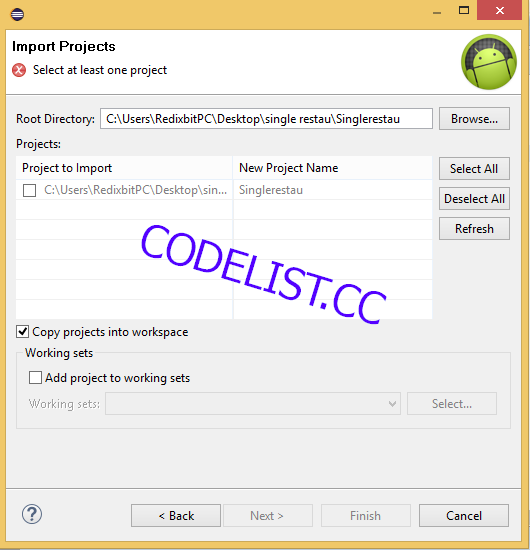 Import Projects
Select at least one project
Root Directory: C:\Users\RedixbitPC\Desktop\single restau\Singlerestau Browse...
Projects:
Project to Import New Project Name Select All
C:\Users\RedixbitPC\Desktop\sin... Singlerestau
Deselect All
Refresh
CODELIST.CC
Copy projects into workspace
Working sets
Add project to working sets
Working sets: Select...
? < Back Next > Finish Cancel